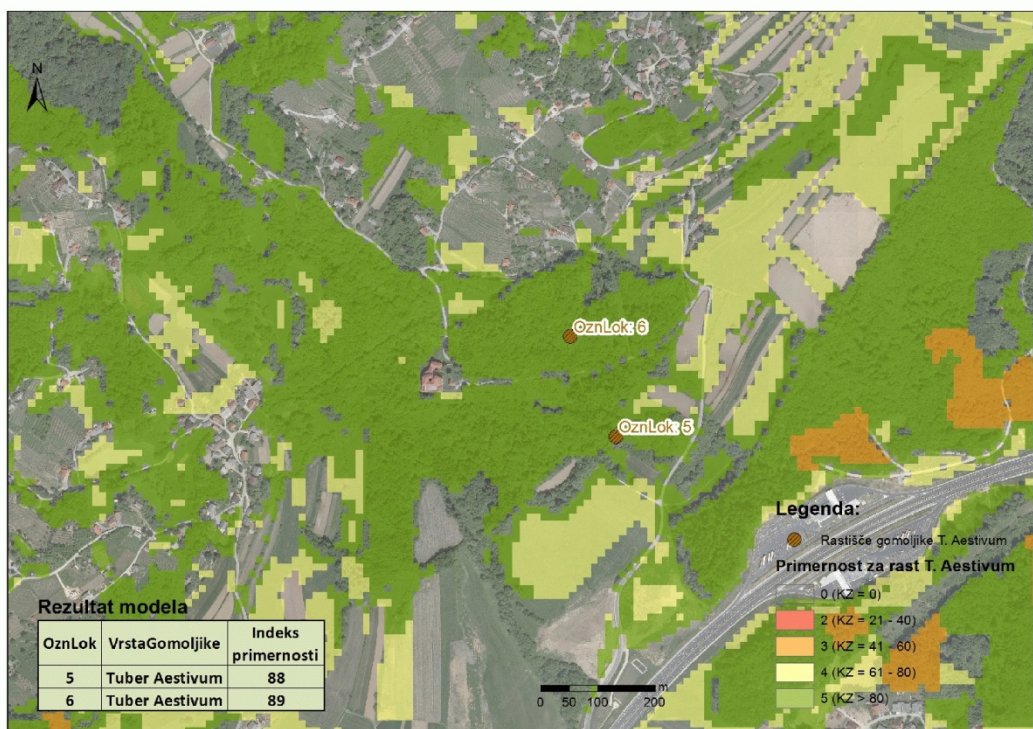 N
OznLok: 6
OznLok: 5
Legenda:
Rastišče gomoljike T. Aestivum
Primernost za rast T. Aestivum
0 (KZ = 0)
2 (KZ = 21 - 40)
3 (KZ = 41 - 60)
4 (KZ = 61 - 80)
5 (KZ > 80)
Rezultat modela
OznLok VrstaGomoljike Indeks primernosti
5 Tuber Aestivum 88
6 Tuber Aestivum 89
m
0 50 100 200